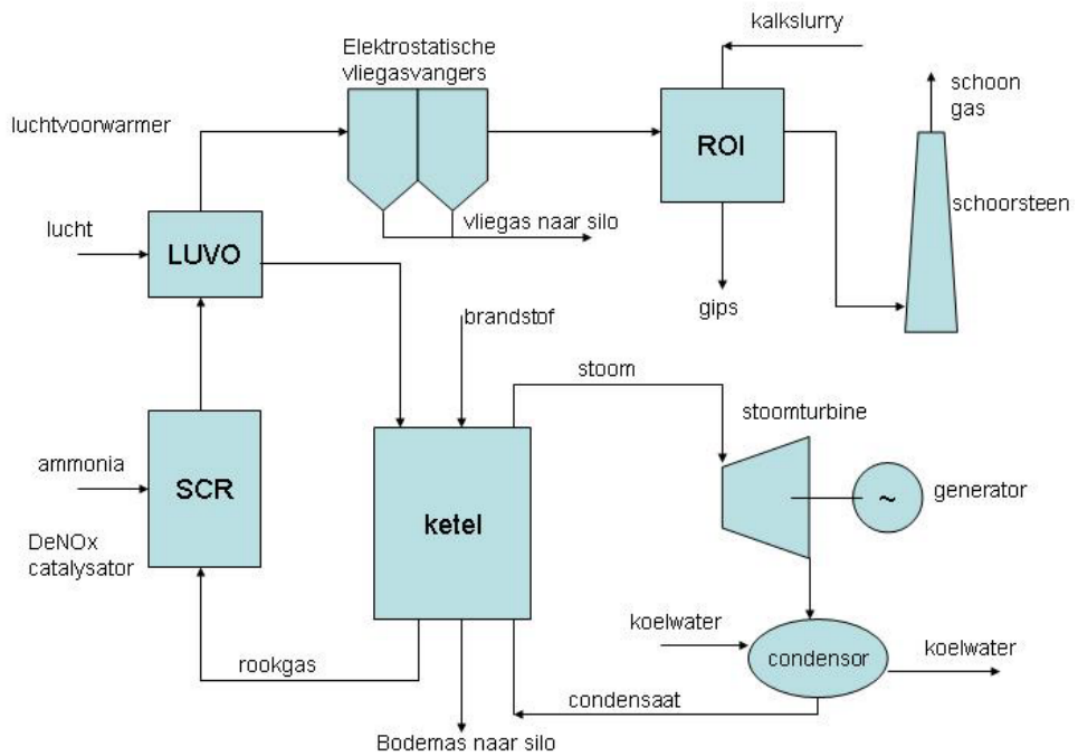 kalkslurry
Elektrostatische
vliegasvangers
schoon
gas
luchtvoorwarmer
ROI
schoorsteen
vliegas naar silo
lucht
LUVO
gips
brandstof
stoom
stoomturbine
ammonia
SCR
generator
~
ketel
DeNOx
catalysator
koelwater
koelwater
condensor
rookgas
condensaat
Bodemas naar silo